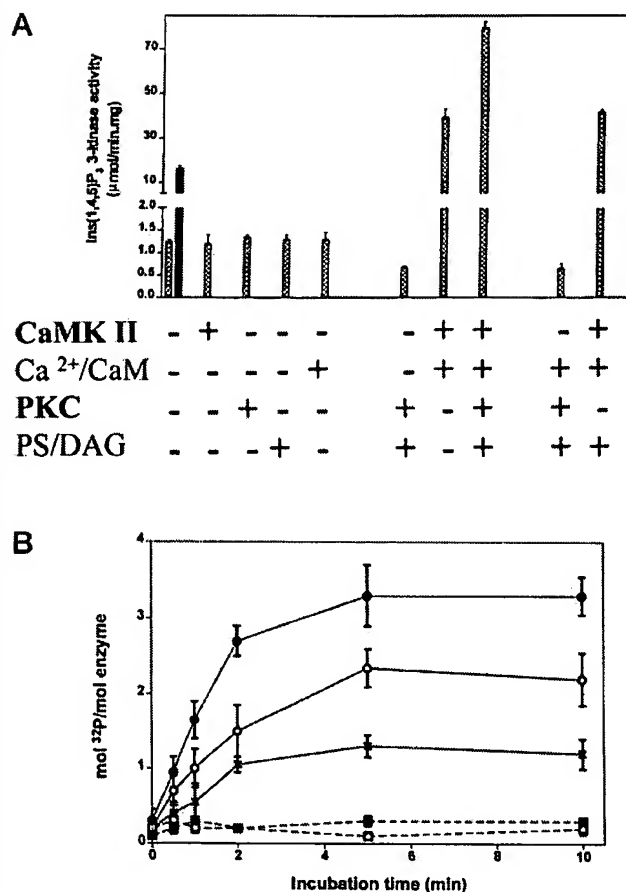 A
Ins(1,4,5)P3 3-kinase activity
(μmol/min.mg)
70
50
30
10
2.0
1.5
1.0
0.5
0.0
CaMK II - + - - - - + + - +
Ca 2+/CaM - - - - + - + + + +
PKC - - + - - + - + + -
PS/DAG - - - + - + - + + +
B
mol 32P/mol enzyme
4
3
2
1
0
0 2 4 6 8 10
Incubation time (min)